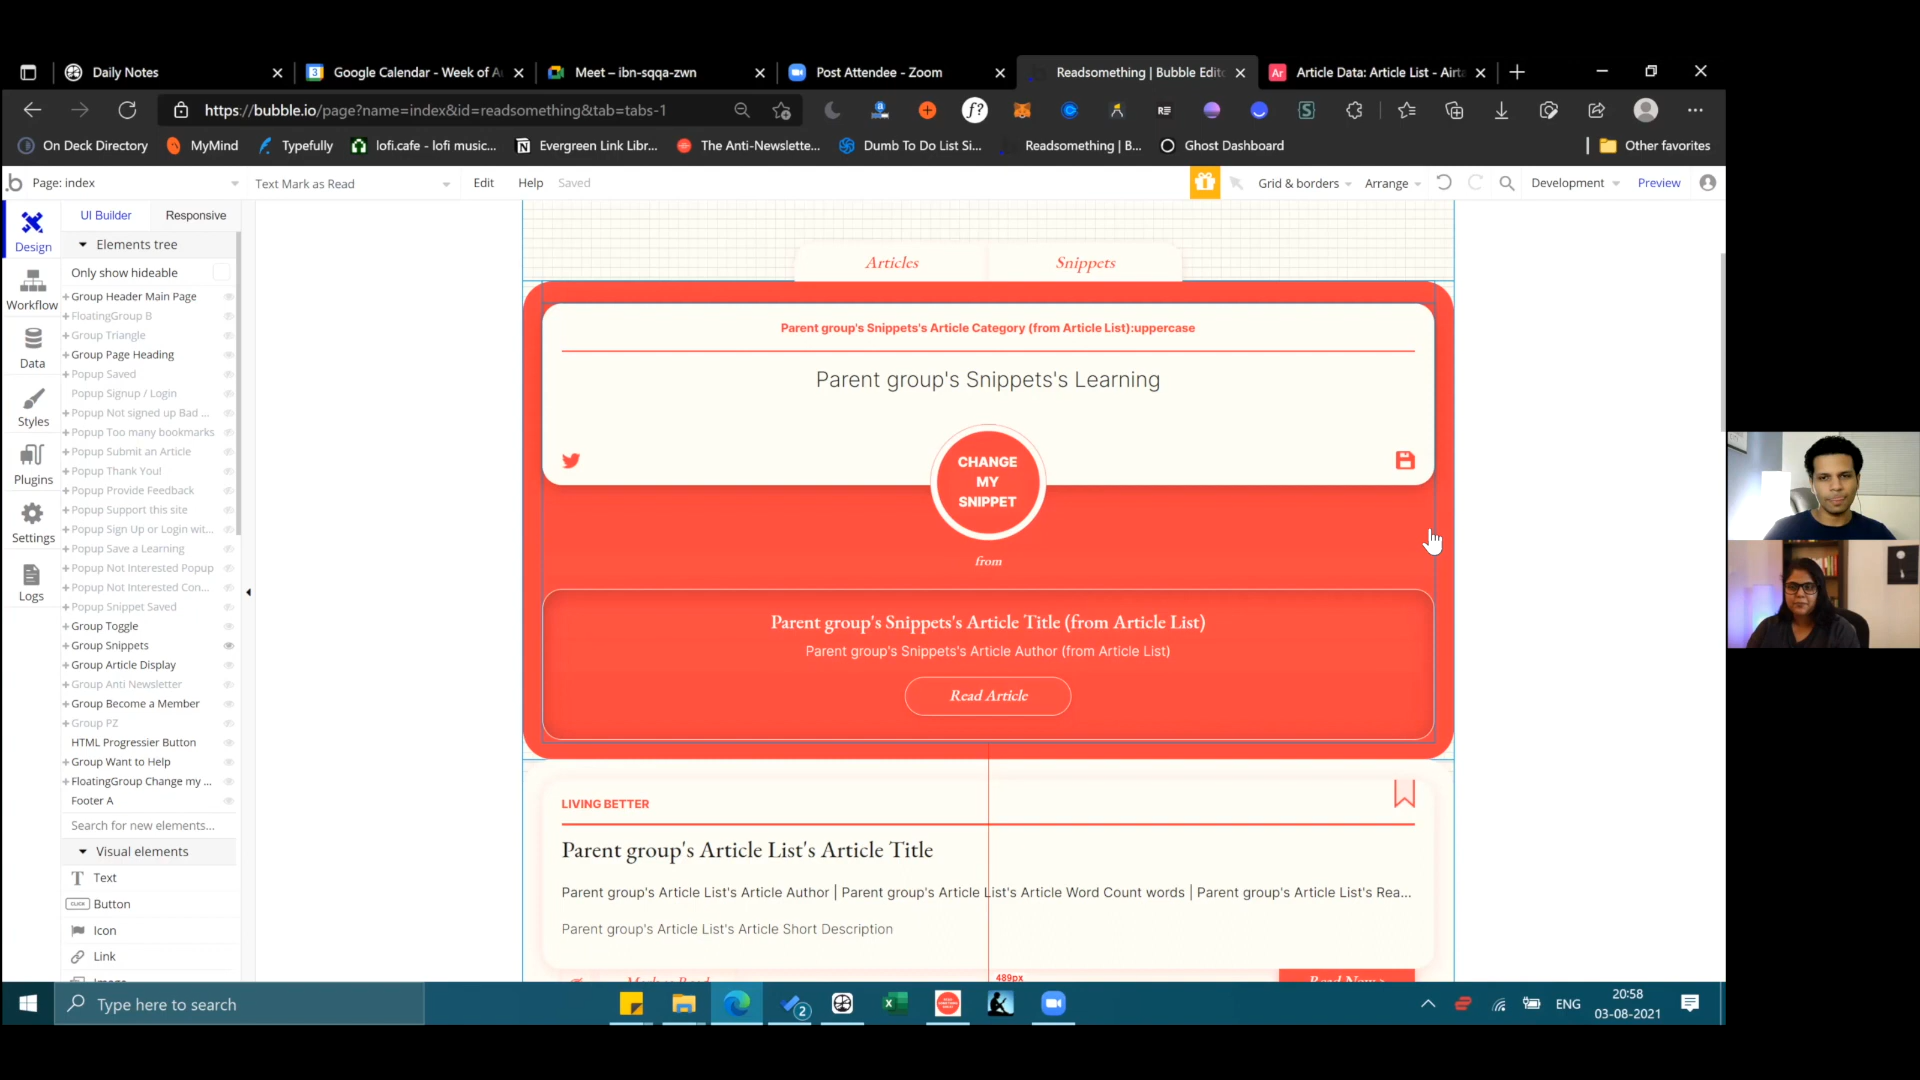 Daily Notes
Google Calendar - Week of A
Meet – ibn-sqqa-zwn
Post Attendee - Zoom
Readsomething | Bubble Edit
Article Data: Article List - Airta
https://bubble.io/page?name=index&id=readsomething&tab=tabs-1
On Deck Directory
MyMind
Typefully
lofi.cafe - lofi music...
Evergreen Link Libr...
The Anti-Newslette...
Dumb To Do List Si...
Readsomething | B...
Ghost Dashboard
Other favorites
Page: index
Text Mark as Read
Edit
Help
Saved
Grid & borders
Arrange
Development
Preview
Design
Workflow
Data
Styles
Plugins
Settings
Logs
UI Builder
Responsive
Elements tree
Only show hideable
Group Header Main Page
FloatingGroup B
Group Triangle
Group Page Heading
Popup Saved
Popup Signup / Login
Popup Not signed up Bad ...
Popup Too many bookmarks
Popup Submit an Article
Popup Thank You!
Popup Provide Feedback
Popup Support this site
Popup Sign Up or Login wit...
Popup Save a Learning
Popup Not Interested Popup
Popup Not Interested Con...
Popup Snippet Saved
Group Toggle
Group Snippets
Group Article Display
Group Anti Newsletter
Group Become a Member
Group PZ
HTML Progressier Button
Group Want to Help
FloatingGroup Change my ...
Footer A
Search for new elements...
Visual elements
Text
CLICK Button
Icon
Link
Articles
Snippets
Parent group's Snippets's Article Category (from Article List):uppercase
Parent group's Snippets's Learning
CHANGE
MY
SNIPPET
from
Parent group's Snippets's Article Title (from Article List)
Parent group's Snippets's Article Author (from Article List)
Read Article
LIVING BETTER
Parent group's Article List's Article Title
Parent group's Article List's Article Author | Parent group's Article List's Article Word Count words | Parent group's Article List's Rea...
Parent group's Article List's Article Short Description
489px
Type here to search
2
ENG
20:58
03-08-2021